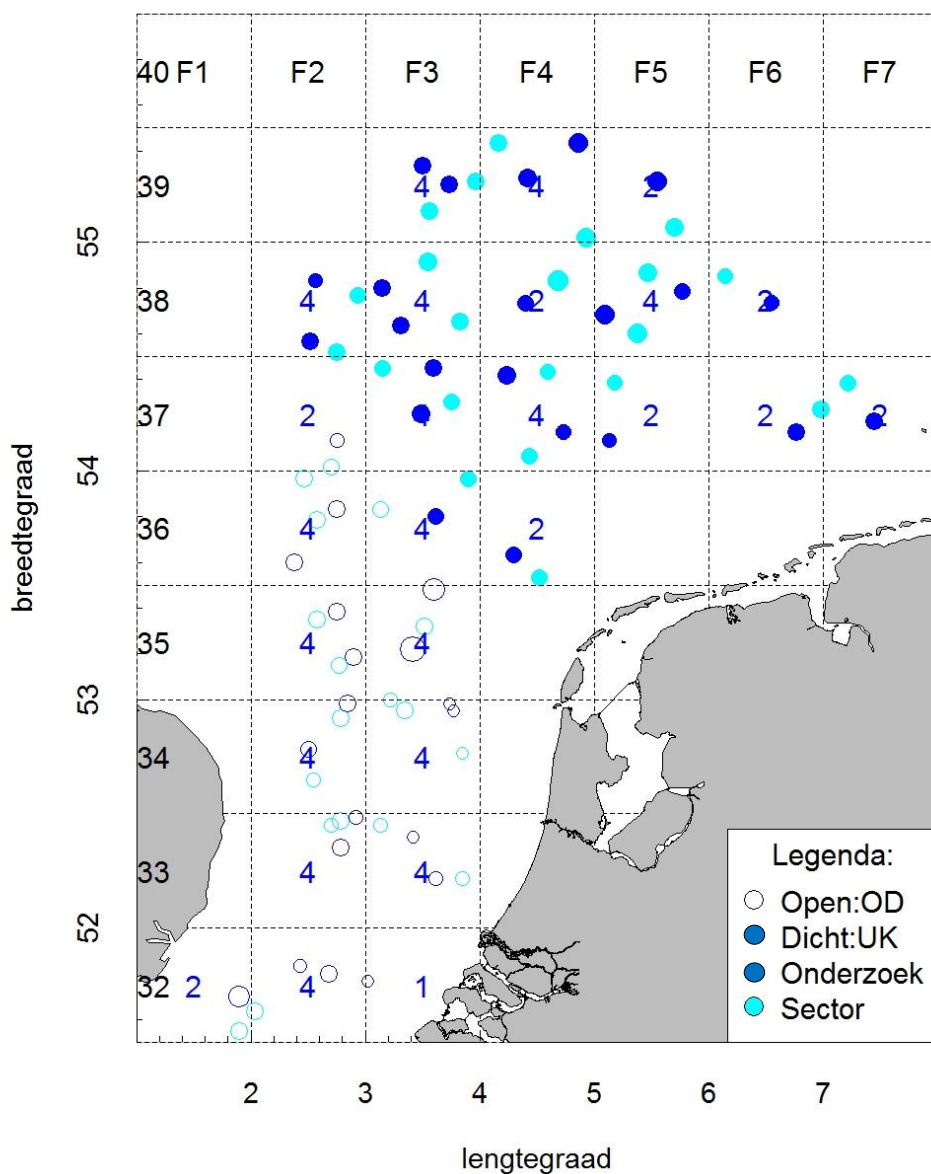 40 F1 F2 F3 F4 F5 F6 F7
39 4 4 2
55
38 4 4 2 4 2
37 2 4 4 2 2 2
54
36 4 4 2
35 4 4
53
34 4 4
33 4 4
52
32 2 4 1
Legenda:
Open:OD
Dicht:UK
Onderzoek
Sector
breedtegraad
2 3 4 5 6 7
lengtegraad